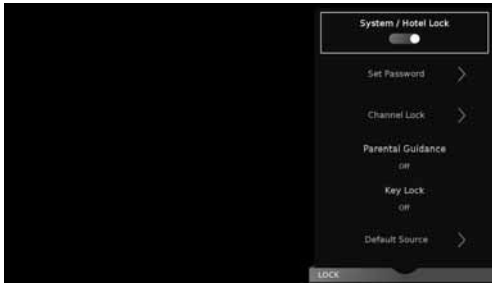 System / Hotel Lock
Set Password
Channel Lock
Parental Guidance
Off
Key Lock
Off
Default Source
LOCK